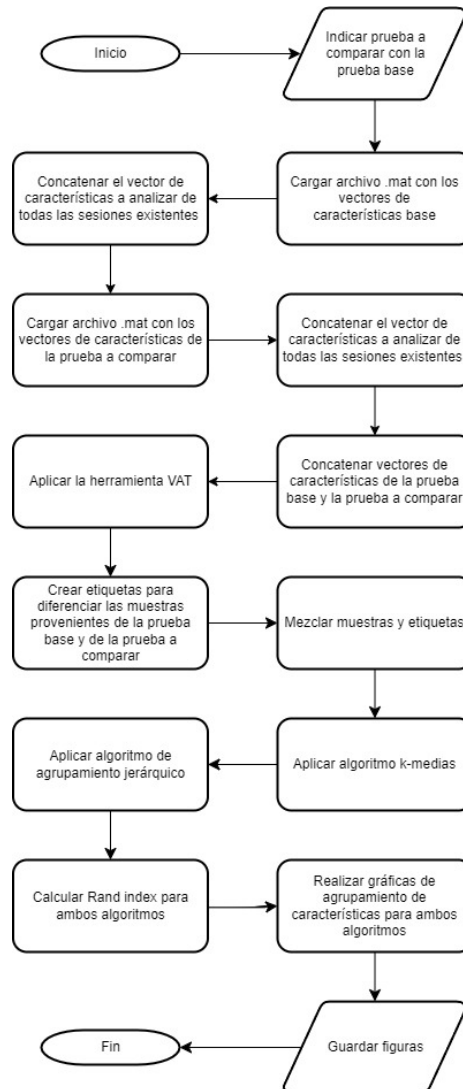 Inicio
Indicar prueba a
comparar con la
prueba base
Cargar archivo .mat con los
vectores de
características base
Concatenar el vector de
características a analizar de
todas las sesiones existentes
Cargar archivo .mat con los
vectores de características de
la prueba a comparar
Concatenar el vector de
características a analizar de
todas las sesiones existentes
Concatenar vectores de
características de la prueba
base y la prueba a comparar
Aplicar la herramienta VAT
Crear etiquetas para
diferenciar las muestras
provenientes de la prueba
base y de la prueba a
comparar
Mezclar muestras y etiquetas
Aplicar algoritmo k-medias
Aplicar algoritmo de
agrupamiento jerárquico
Calcular Rand index para
ambos algoritmos
Realizar gráficas de
agrupamiento de
características para ambos
algoritmos
Guardar figuras
Fin